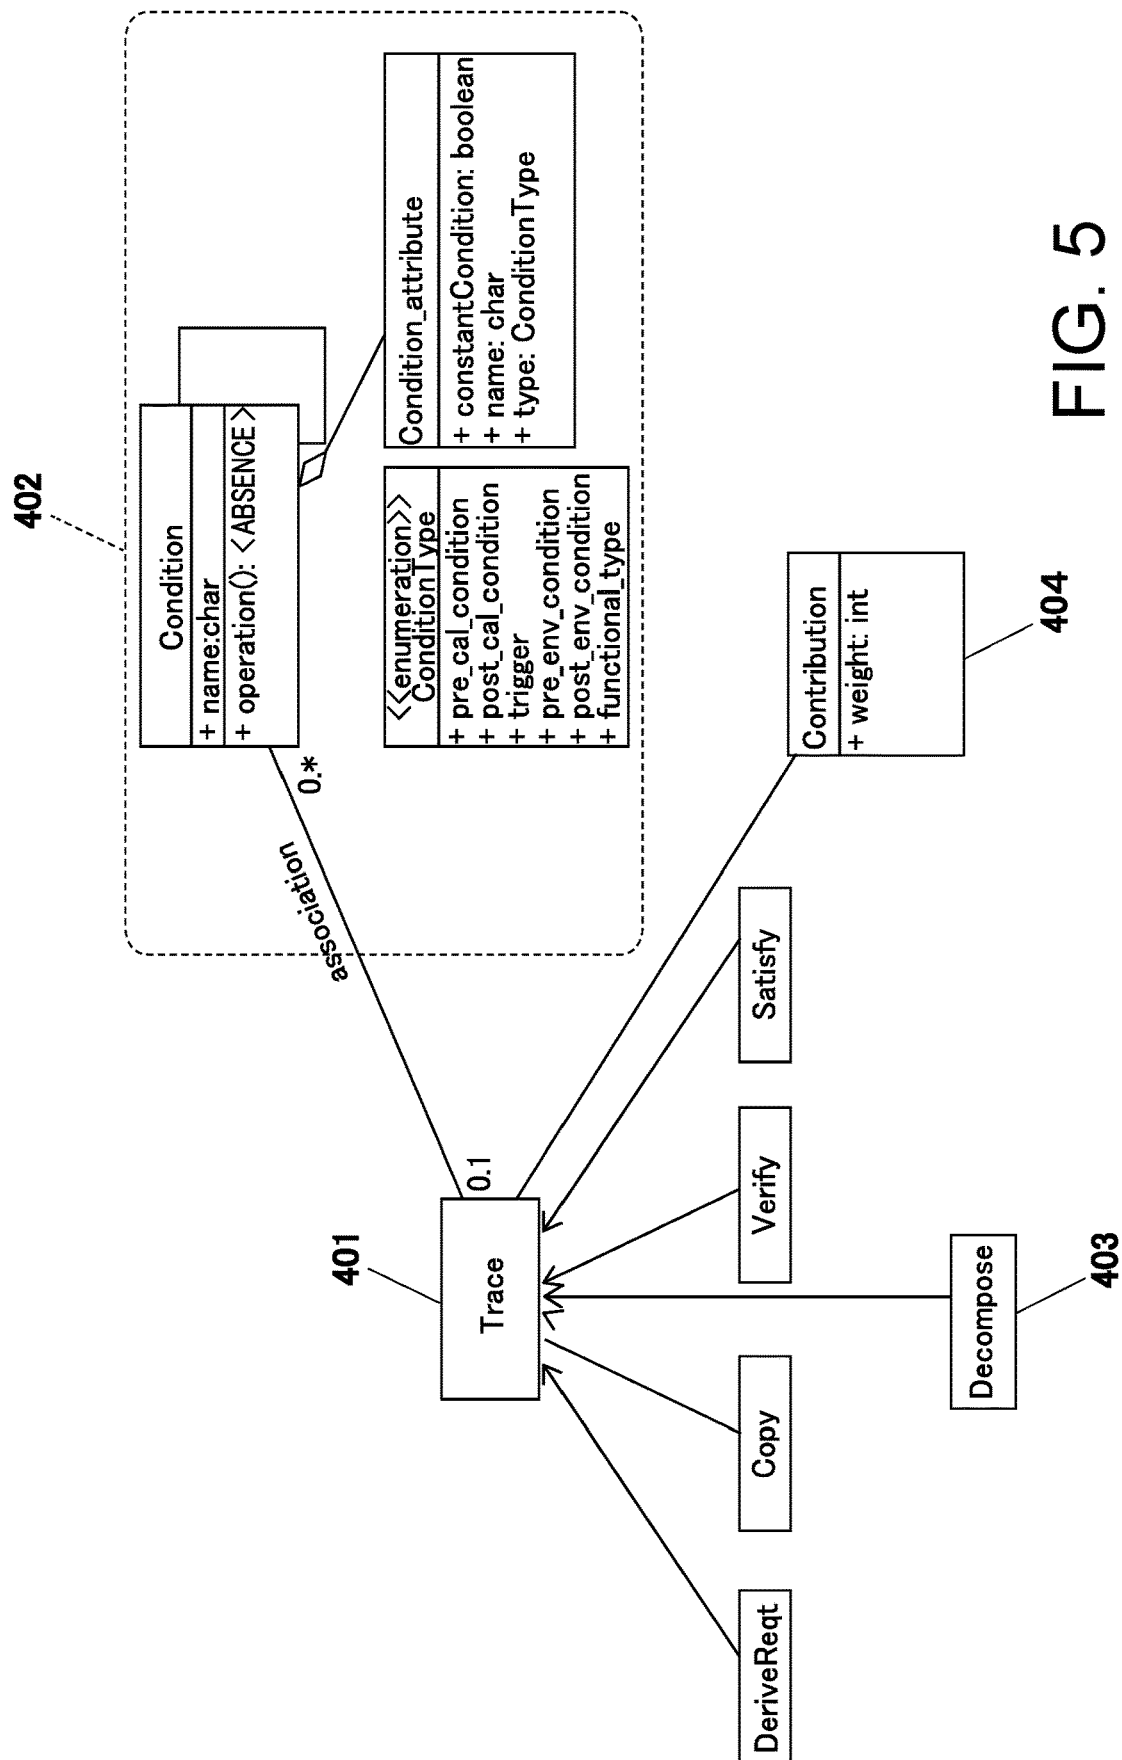 402
Condition
+ name:char
+ operation(): <ABSENCE>
<<enumeration>>
ConditionType
+ pre_cal_condition
+ post_cal_condition
+ trigger
+ pre_env_condition
+ post_env_condition
+ functional_type
Condition_attribute
+ constantCondition: boolean
+ name: char
+ type: ConditionType
0.*
association
0.1
401
Trace
DeriveReqt
Copy
Verify
Satisfy
Contribution
+ weight: int
404
Decompose
403
FIG. 5